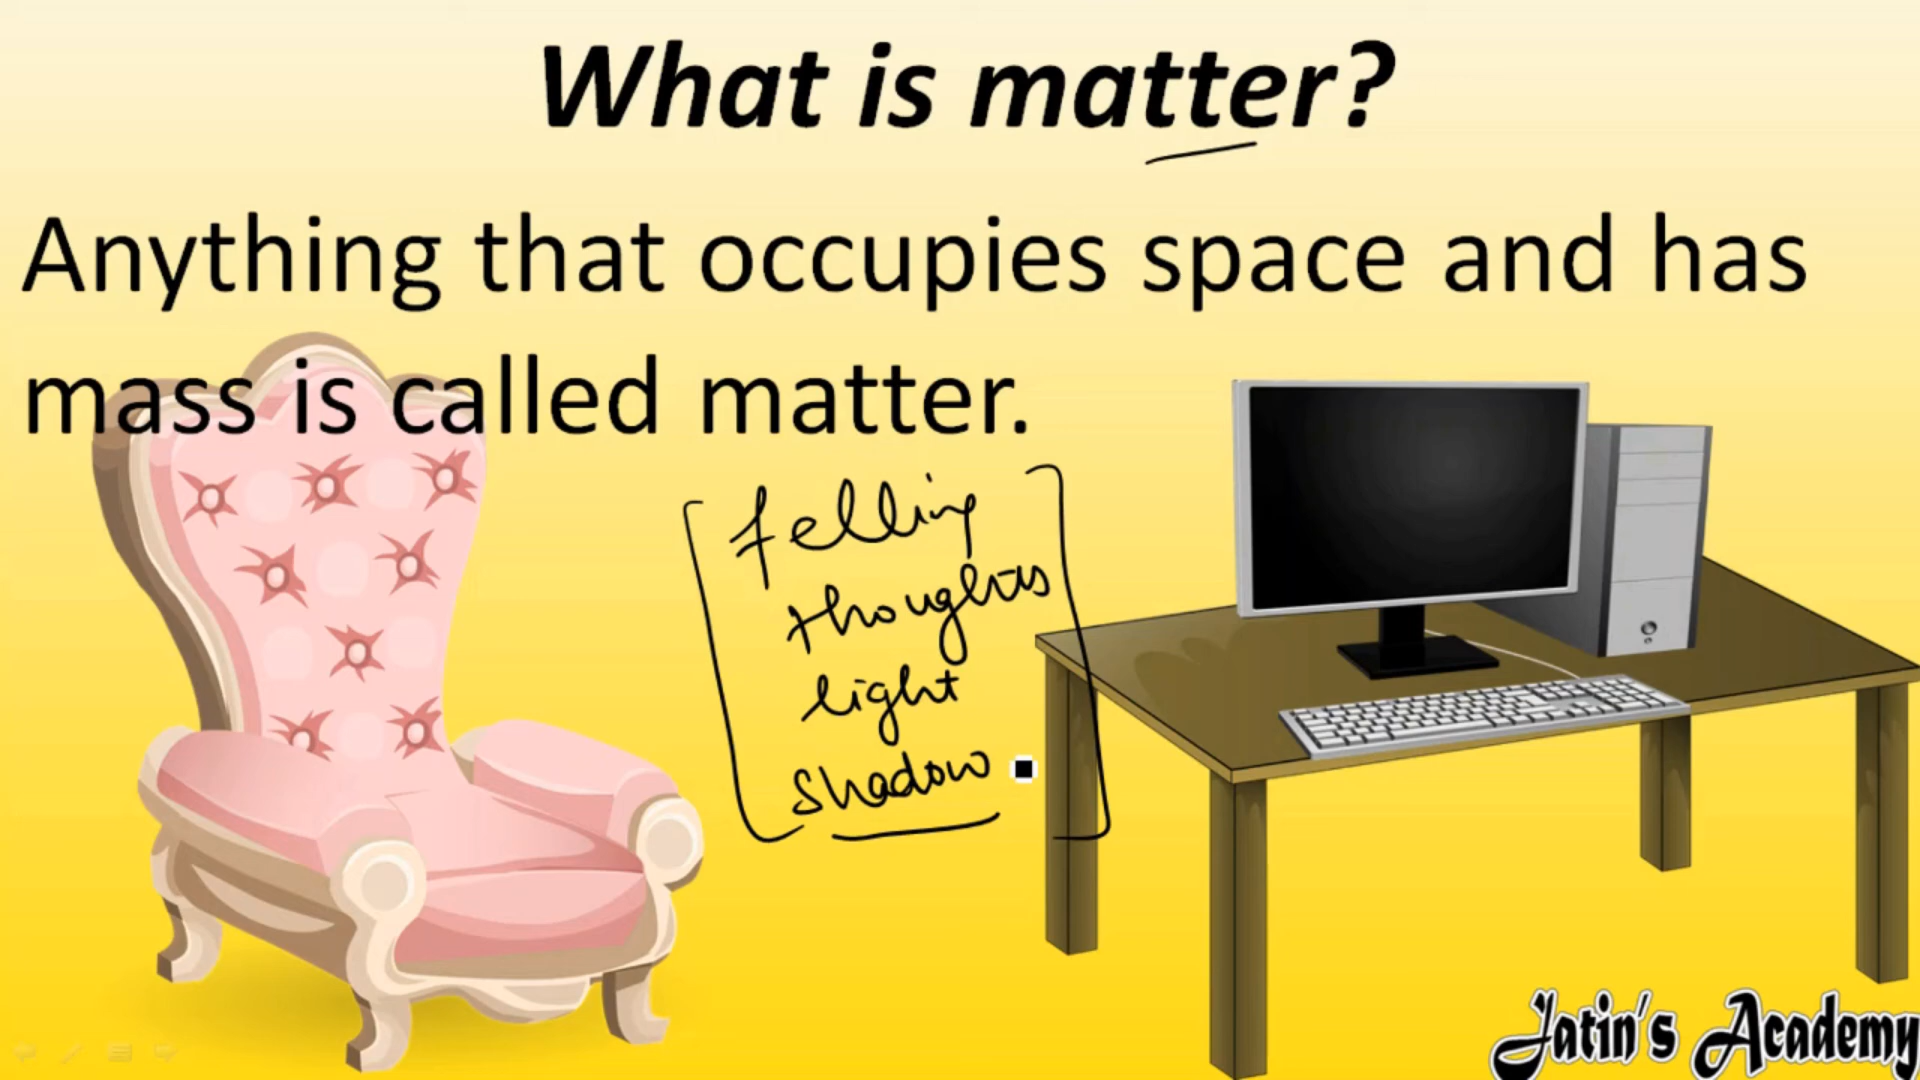 What is matter?
Anything that occupies space and has
mass is called matter.
felling
thoughts
light
shadow
Jatin's Academy